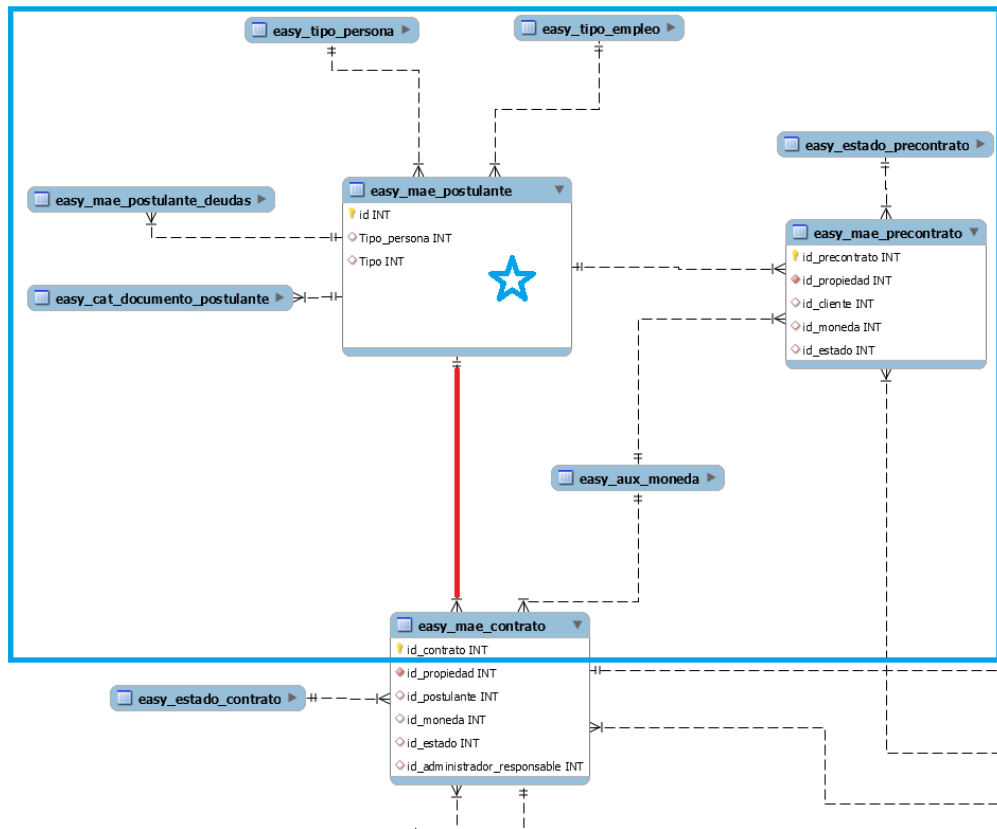 easy_tipo_persona
easy_tipo_empleo
easy_estado_precontrato
easy_mae_postulante_deudas
easy_cat_documento_postulante
easy_mae_postulante
id INT
Tipo_persona INT
Tipo INT
easy_mae_precontrato
id_precontrato INT
id_propiedad INT
id_cliente INT
id_moneda INT
id_estado INT
easy_aux_moneda
easy_mae_contrato
id_contrato INT
id_propiedad INT
id_postulante INT
id_moneda INT
id_estado INT
id_administrador_responsable INT
easy_estado_contrato